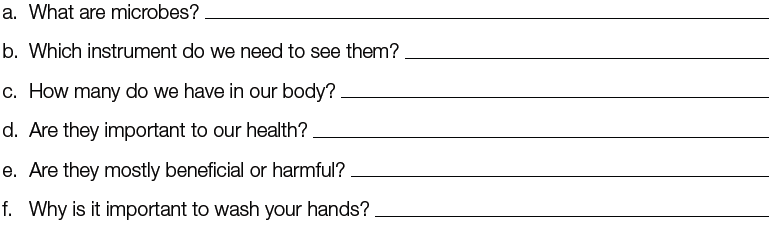 a. What are microbes?
b. Which instrument do we need to see them?
c. How many do we have in our body?
d. Are they important to our health?
e. Are they mostly beneficial or harmful?
f. Why is it important to wash your hands?